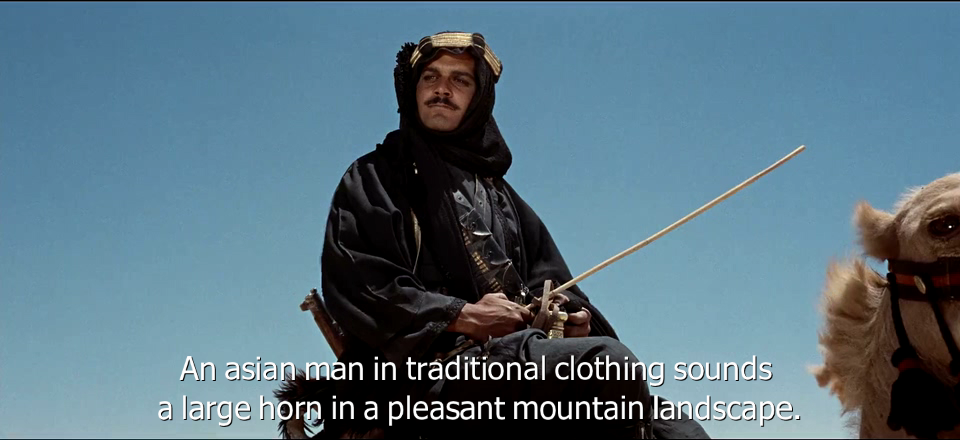 An asian man in traditional clothing sounds
a large horn in a pleasant mountain landscape.